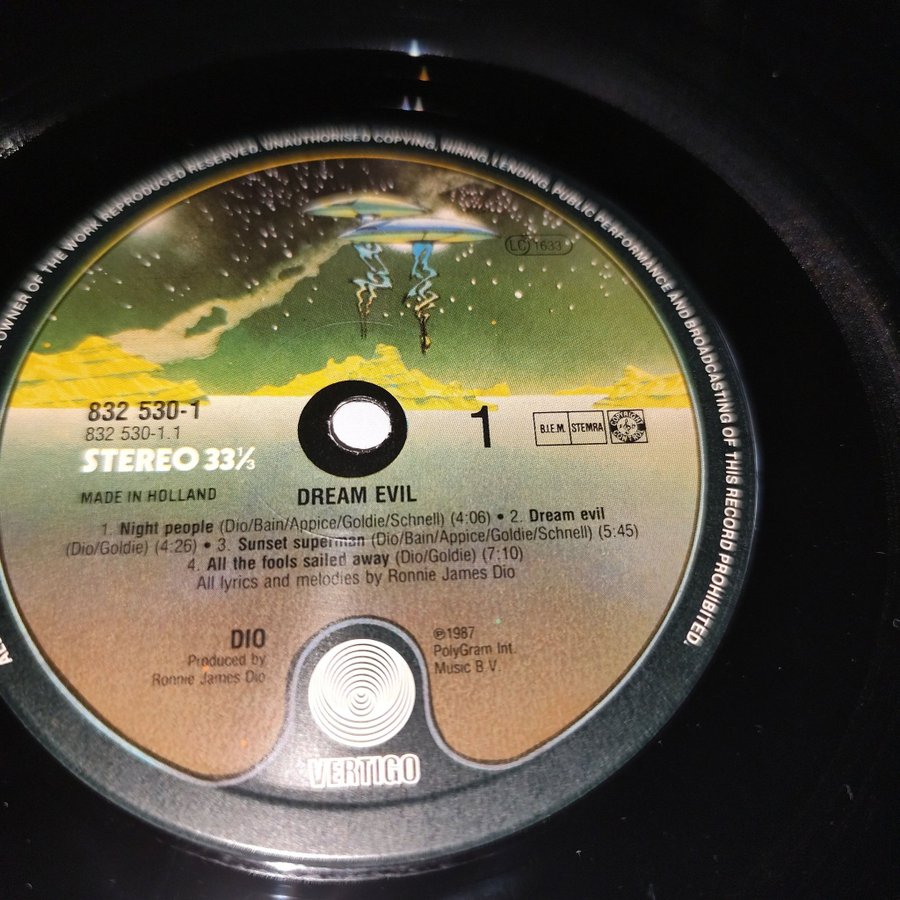 OWNER OF THE WORK REPRODUCED RESERVED. UNAUTHORISED COPYING, HIRING, LENDING, PUBLIC PERFORMANCE AND BROADCASTING OF THIS RECORD PROHIBITED.
LC 1633
832 530-1
832 530-1.1
STEREO 33⅓
1
B.I.E.M. STEMRA
COPYRIGHT CONTROL
MADE IN HOLLAND
DREAM EVIL
1. Night people (Dio/Bain/Appice/Goldie/Schnell) (4:06) • 2. Dream evil
(Dio/Goldie) (4:26) • 3. Sunset superman (Dio/Bain/Appice/Goldie/Schnell) (5:45)
4. All the fools sailed away (Dio/Goldie) (7:10)
All lyrics and melodies by Ronnie James Dio
DIO
Produced by
Ronnie James Dio
℗1987
PolyGram Int.
Music B.V.
VERTIGO